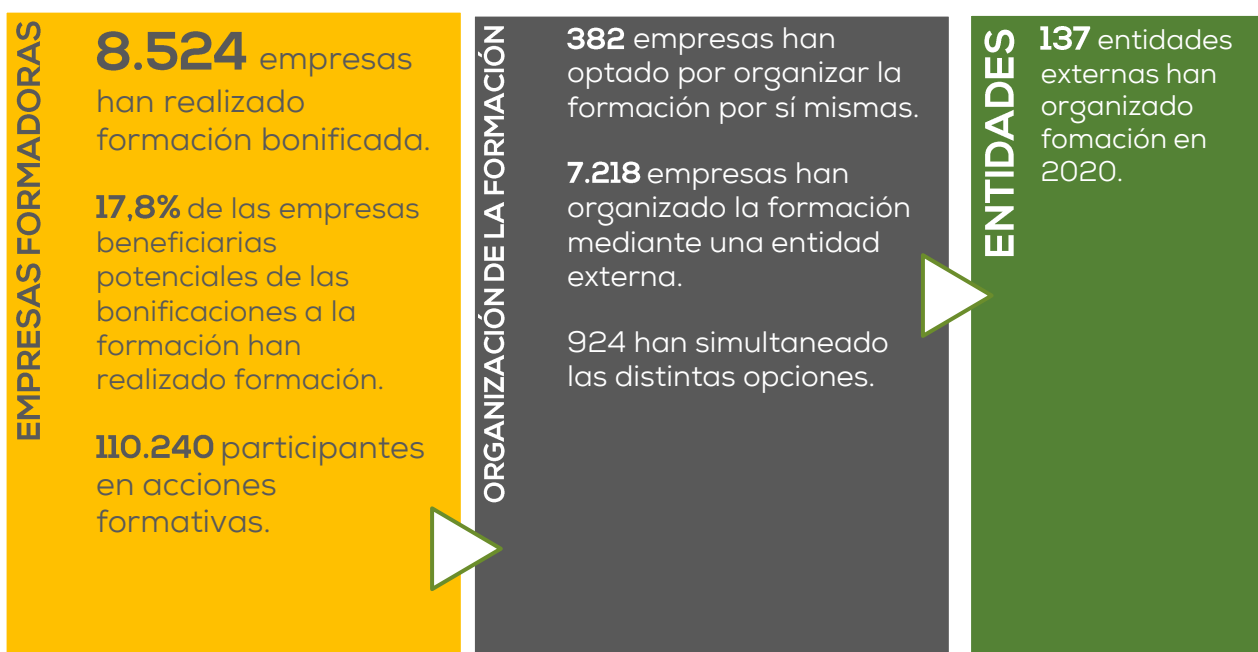 EMPRESAS FORMADORAS
8.524 empresas
han realizado
formación bonificada.
17,8% de las empresas
beneficiarias
potenciales de las
bonificaciones a la
formación han
realizado formación.
110.240 participantes
en acciones
formativas.
ORGANIZACIÓN DE LA FORMACIÓN
382 empresas han
optado por organizar la
formación por sí mismas.
7.218 empresas han
organizado la formación
mediante una entidad
externa.
924 han simultaneado
las distintas opciones.
ENTIDADES
137 entidades
externas han
organizado
fomación en
2020.